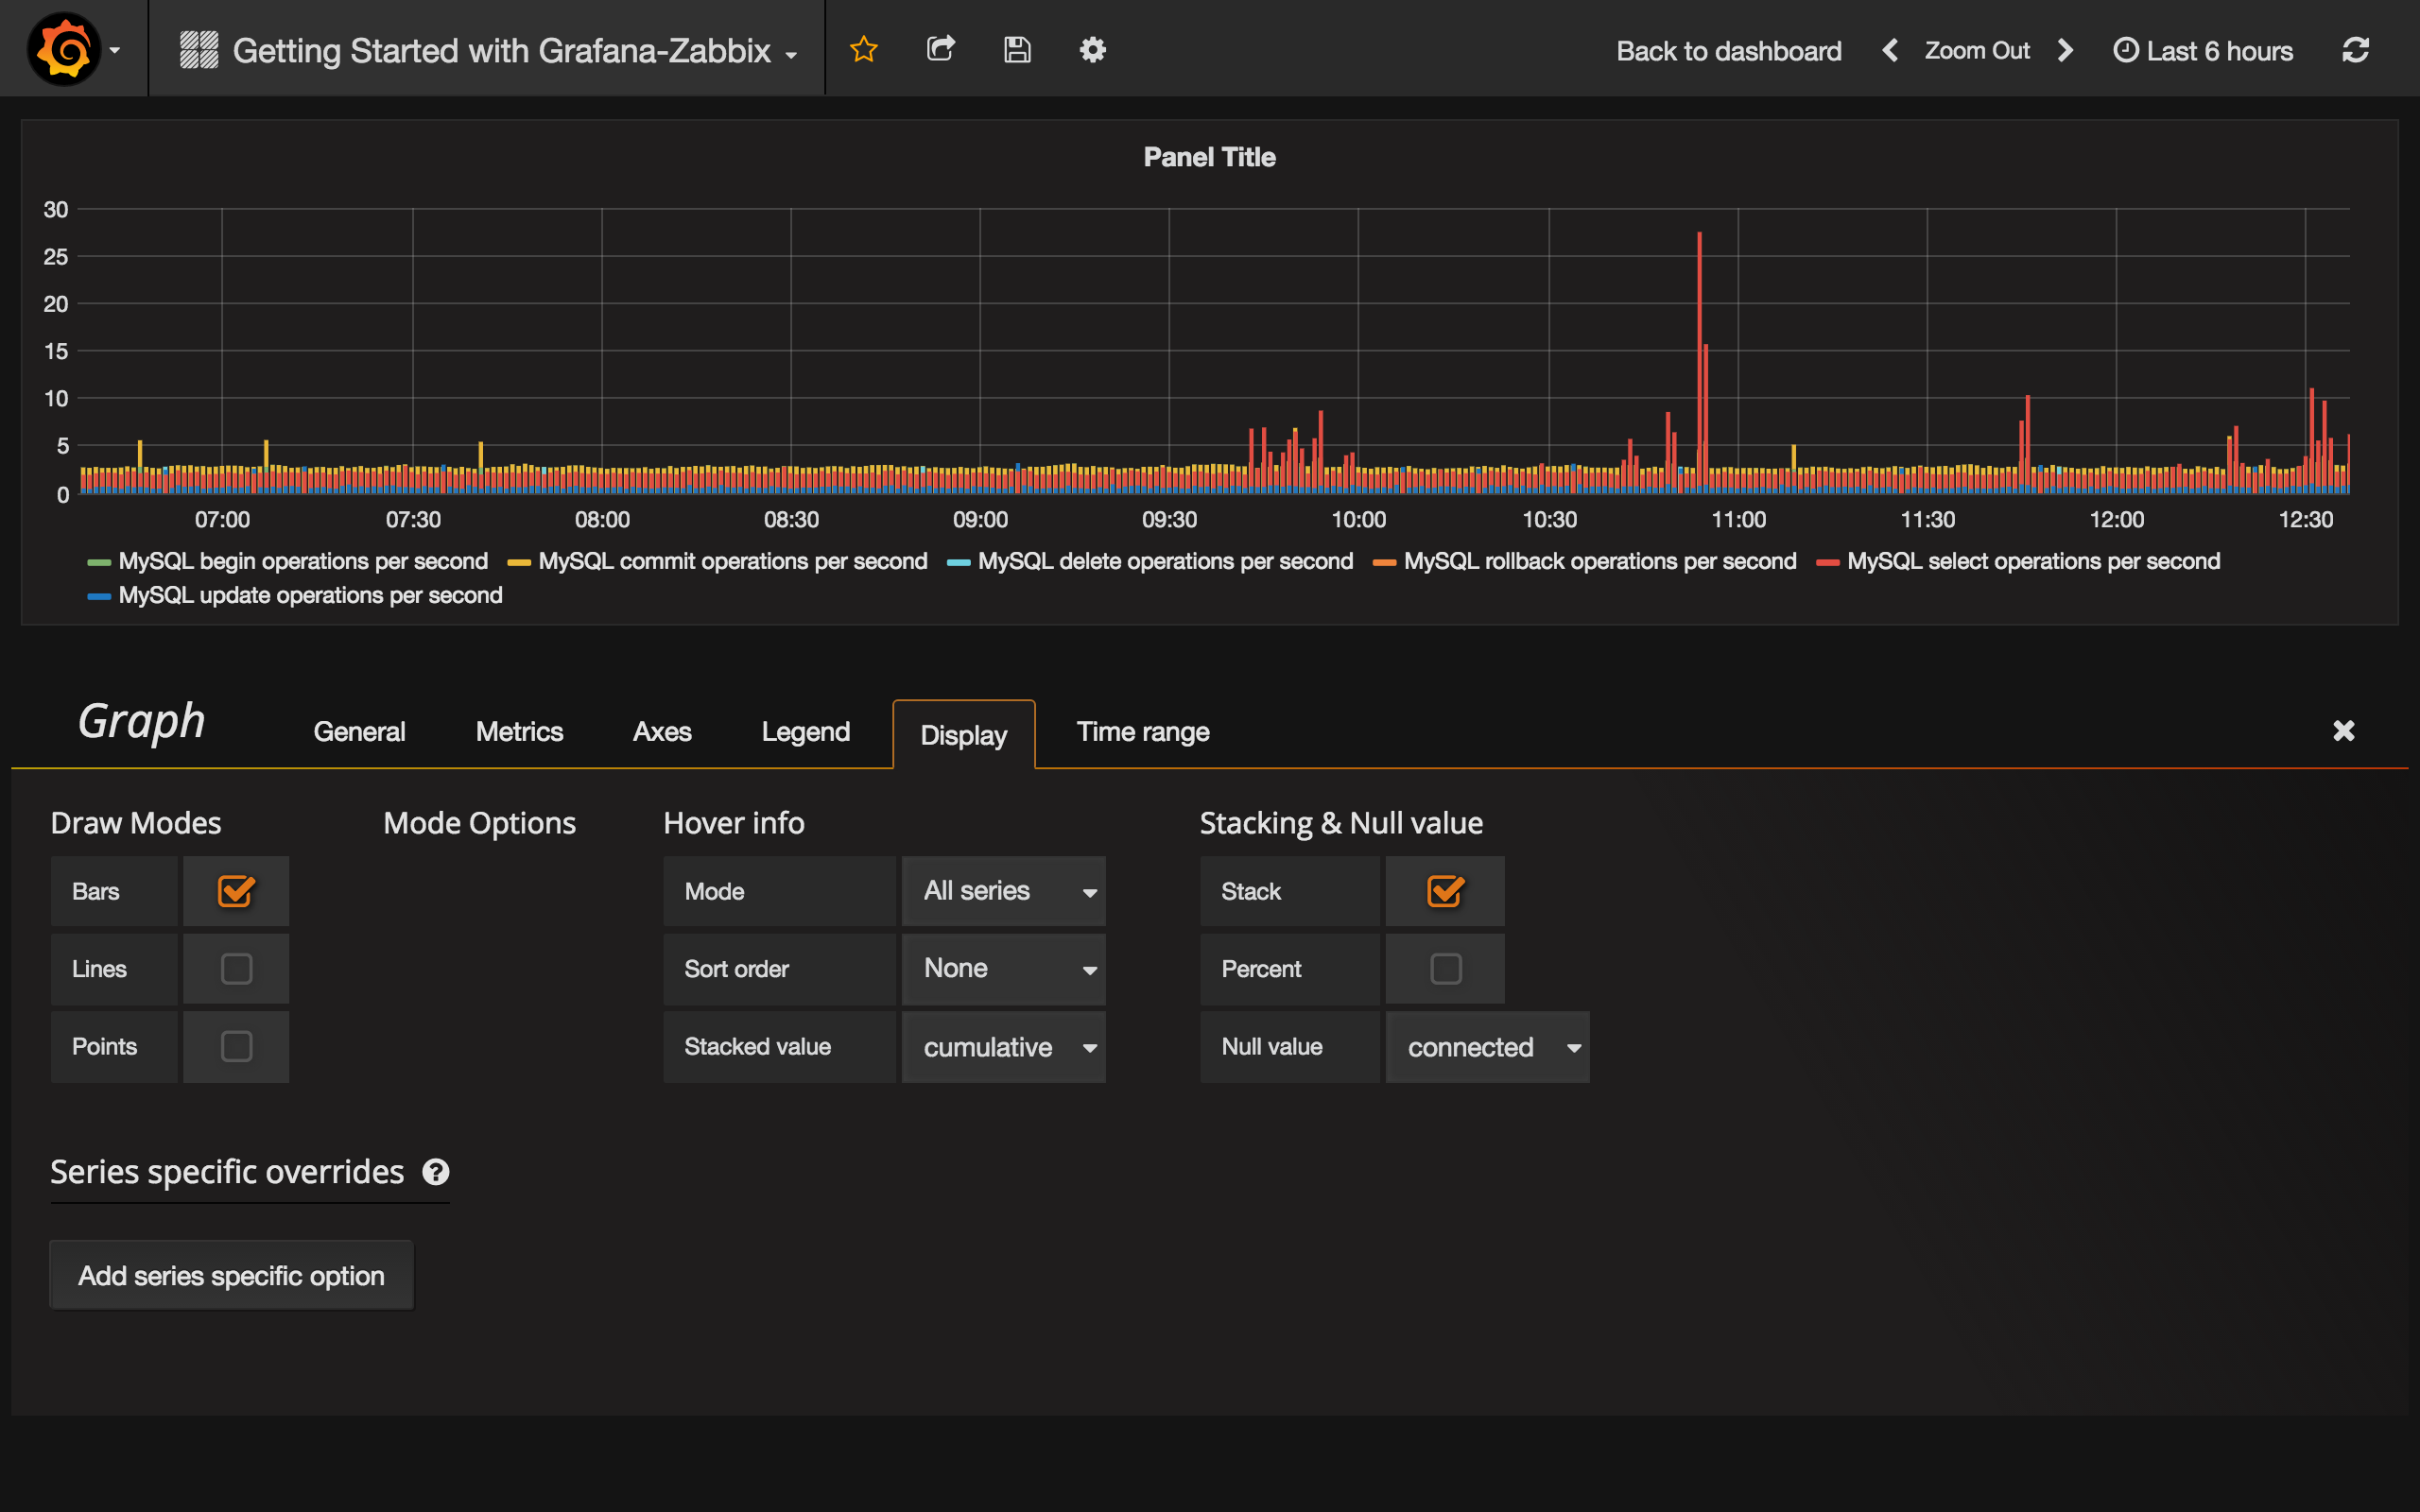 Getting Started with Grafana-Zabbix
Back to dashboard Zoom Out Last 6 hours
Panel Title
30
25
20
15
10
5
0
07:00 07:30 08:00 08:30 09:00 09:30 10:00 10:30 11:00 11:30 12:00 12:30
MySQL begin operations per second MySQL commit operations per second MySQL delete operations per second MySQL rollback operations per second MySQL select operations per second
MySQL update operations per second
Graph General Metrics Axes Legend Display Time range
Draw Modes Mode Options Hover info Stacking & Null value
Bars Mode All series Stack
Lines Sort order None Percent
Points Stacked value cumulative Null value connected
Series specific overrides
Add series specific option